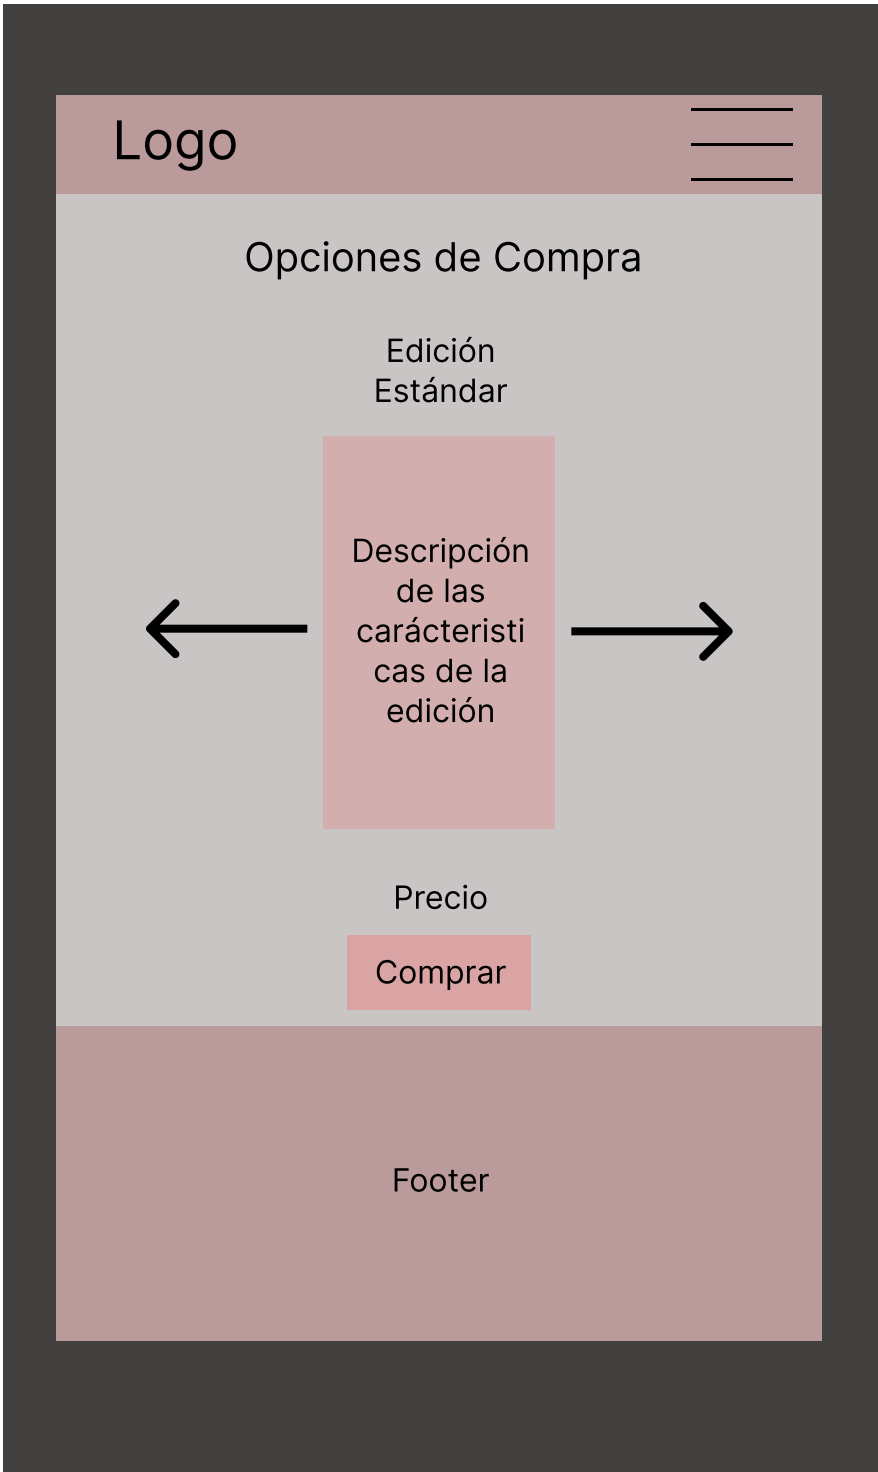 Logo
Opciones de Compra
Edición
Estándar
Descripción
de las
carácteristi
cas de la
edición
Precio
Comprar
Footer